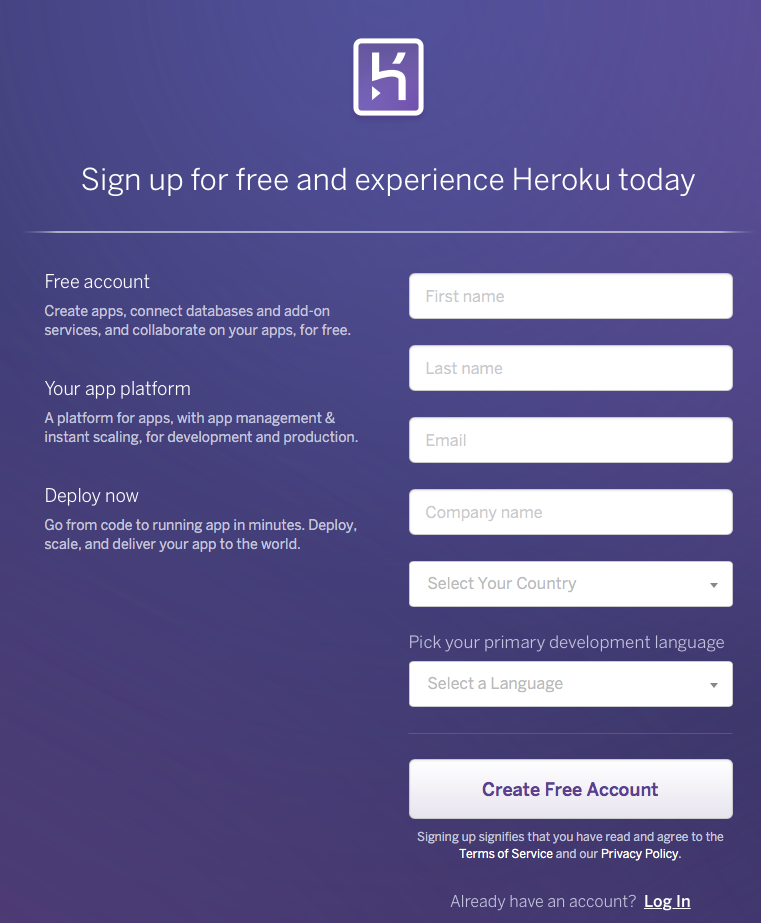 Sign up for free and experience Heroku today
Free account
Create apps, connect databases and add-on
services, and collaborate on your apps, for free.
Your app platform
A platform for apps, with app management &
instant scaling, for development and production.
Deploy now
Go from code to running app in minutes. Deploy,
scale, and deliver your app to the world.
First name
Last name
Email
Company name
Select Your Country
Pick your primary development language
Select a Language
Create Free Account
Signing up signifies that you have read and agree to the
Terms of Service and our Privacy Policy.
Already have an account? Log In